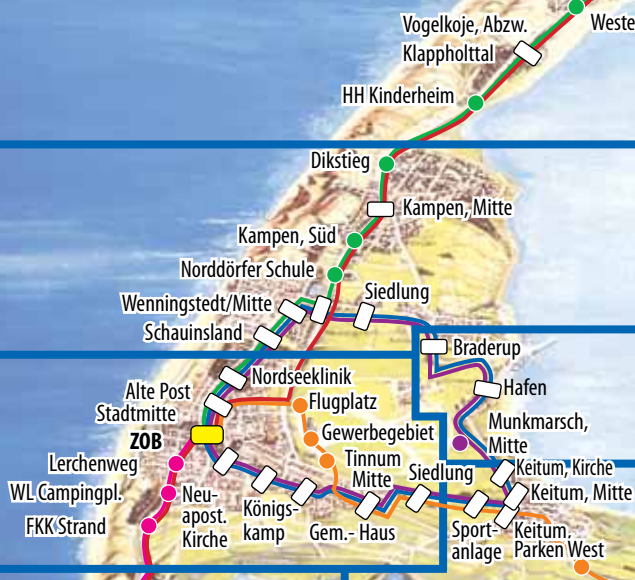 Vogelkoje, Abzw.
Weste
Klappholttal
HH Kinderheim
Dikstieg
Kampen, Mitte
Kampen, Süd
Norddörfer Schule
Siedlung
Wenningstedt/Mitte
Schauinsland
Braderup
Nordseeklinik
Hafen
Alte Post
Flugplatz
Stadtmitte
Munkmarsch,
Mitte
ZOB
Gewerbegebiet
Lerchenweg
Tinnum
Mitte
Siedlung
Keitum, Kirche
WL Campingpl.
Keitum, Mitte
Neu-
apost.
Kirche
Königs-
kamp
FKK Strand
Gem.- Haus
Sport-
anlage
Keitum,
Parken West